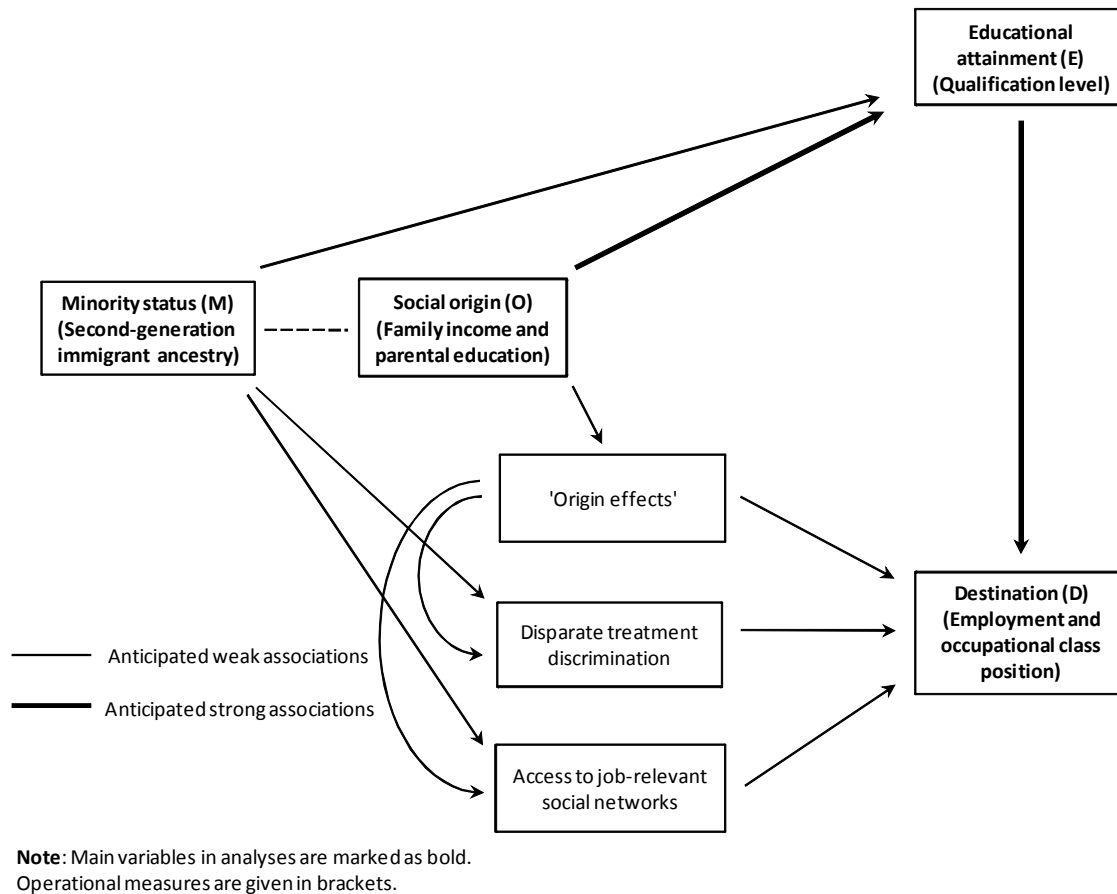 Educational
attainment (E)
(Qualification level)
Minority status (M)
(Second-generation
immigrant ancestry)
Social origin (O)
(Family income and
parental education)
'Origin effects'
Disparate treatment
discrimination
Access to job-relevant
social networks
Destination (D)
(Employment and
occupational class
position)
Anticipated weak associations
Anticipated strong associations
Note: Main variables in analyses are marked as bold.
Operational measures are given in brackets.